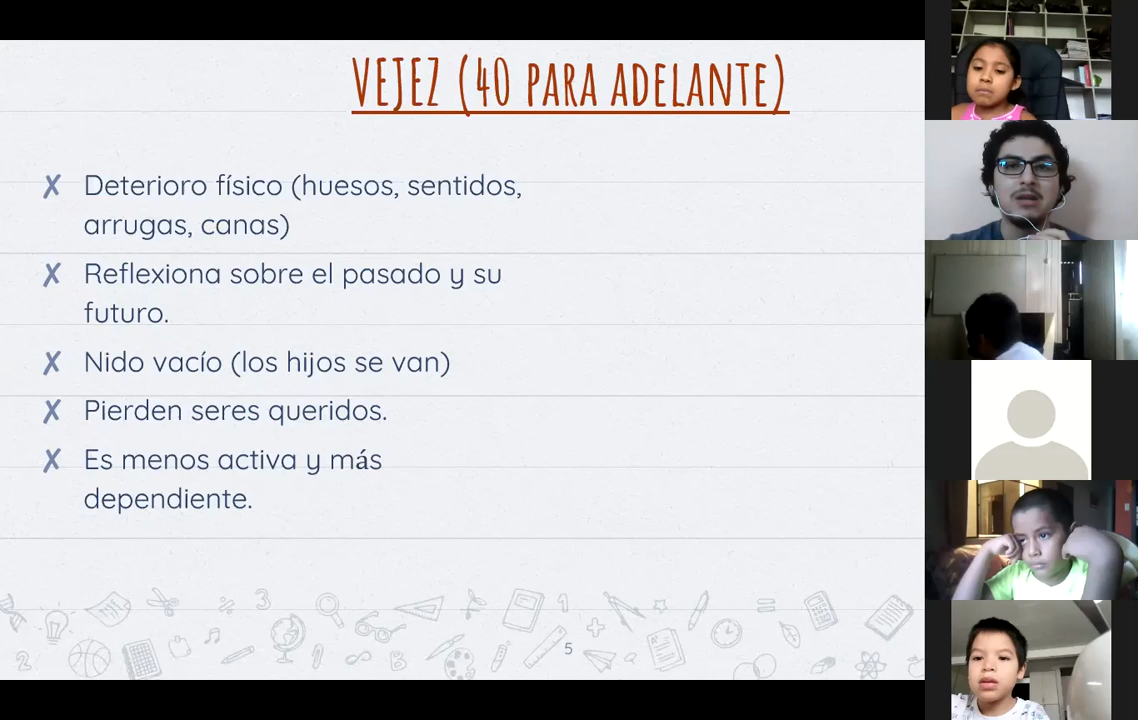 VEJEZ (40 PARA ADELANTE)
✗ Deterioro físico (huesos, sentidos,
arrugas, canas)
✗ Reflexiona sobre el pasado y su
futuro.
✗ Nido vacío (los hijos se van)
✗ Pierden seres queridos.
✗ Es menos activa y más
dependiente.
5